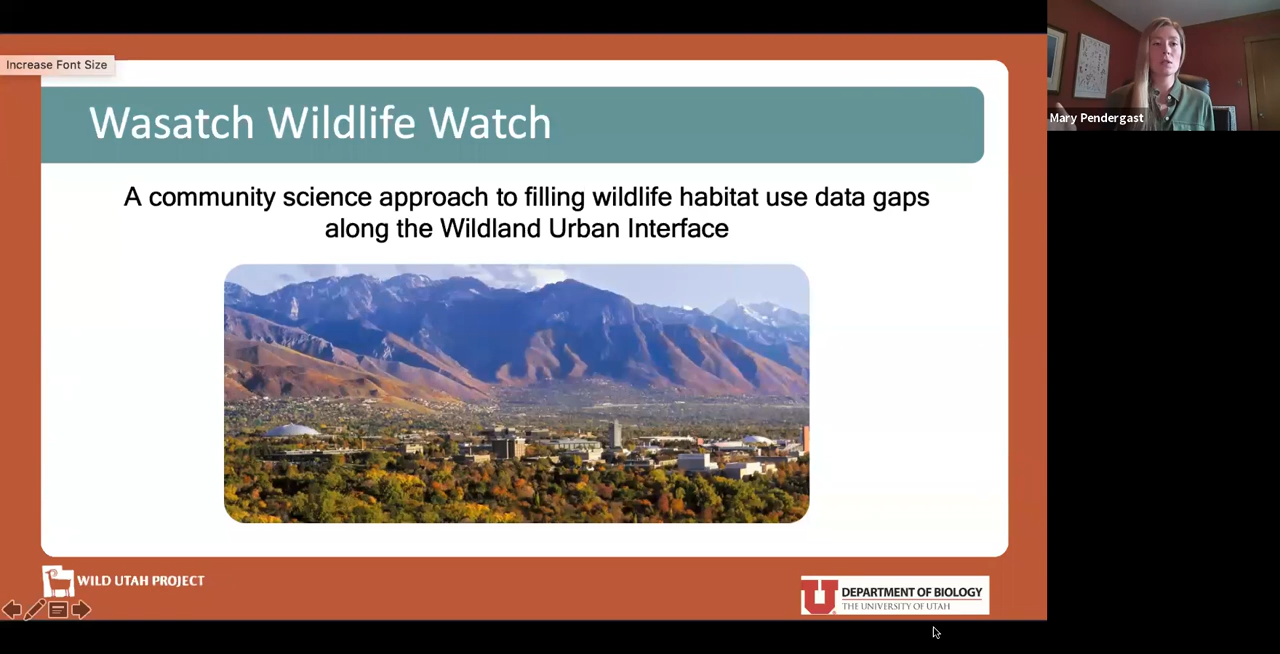 Increase Font Size
Wasatch Wildlife Watch
A community science approach to filling wildlife habitat use data gaps
along the Wildland Urban Interface
WILD UTAH PROJECT
U DEPARTMENT OF BIOLOGY
THE UNIVERSITY OF UTAH
Mary Pendergast